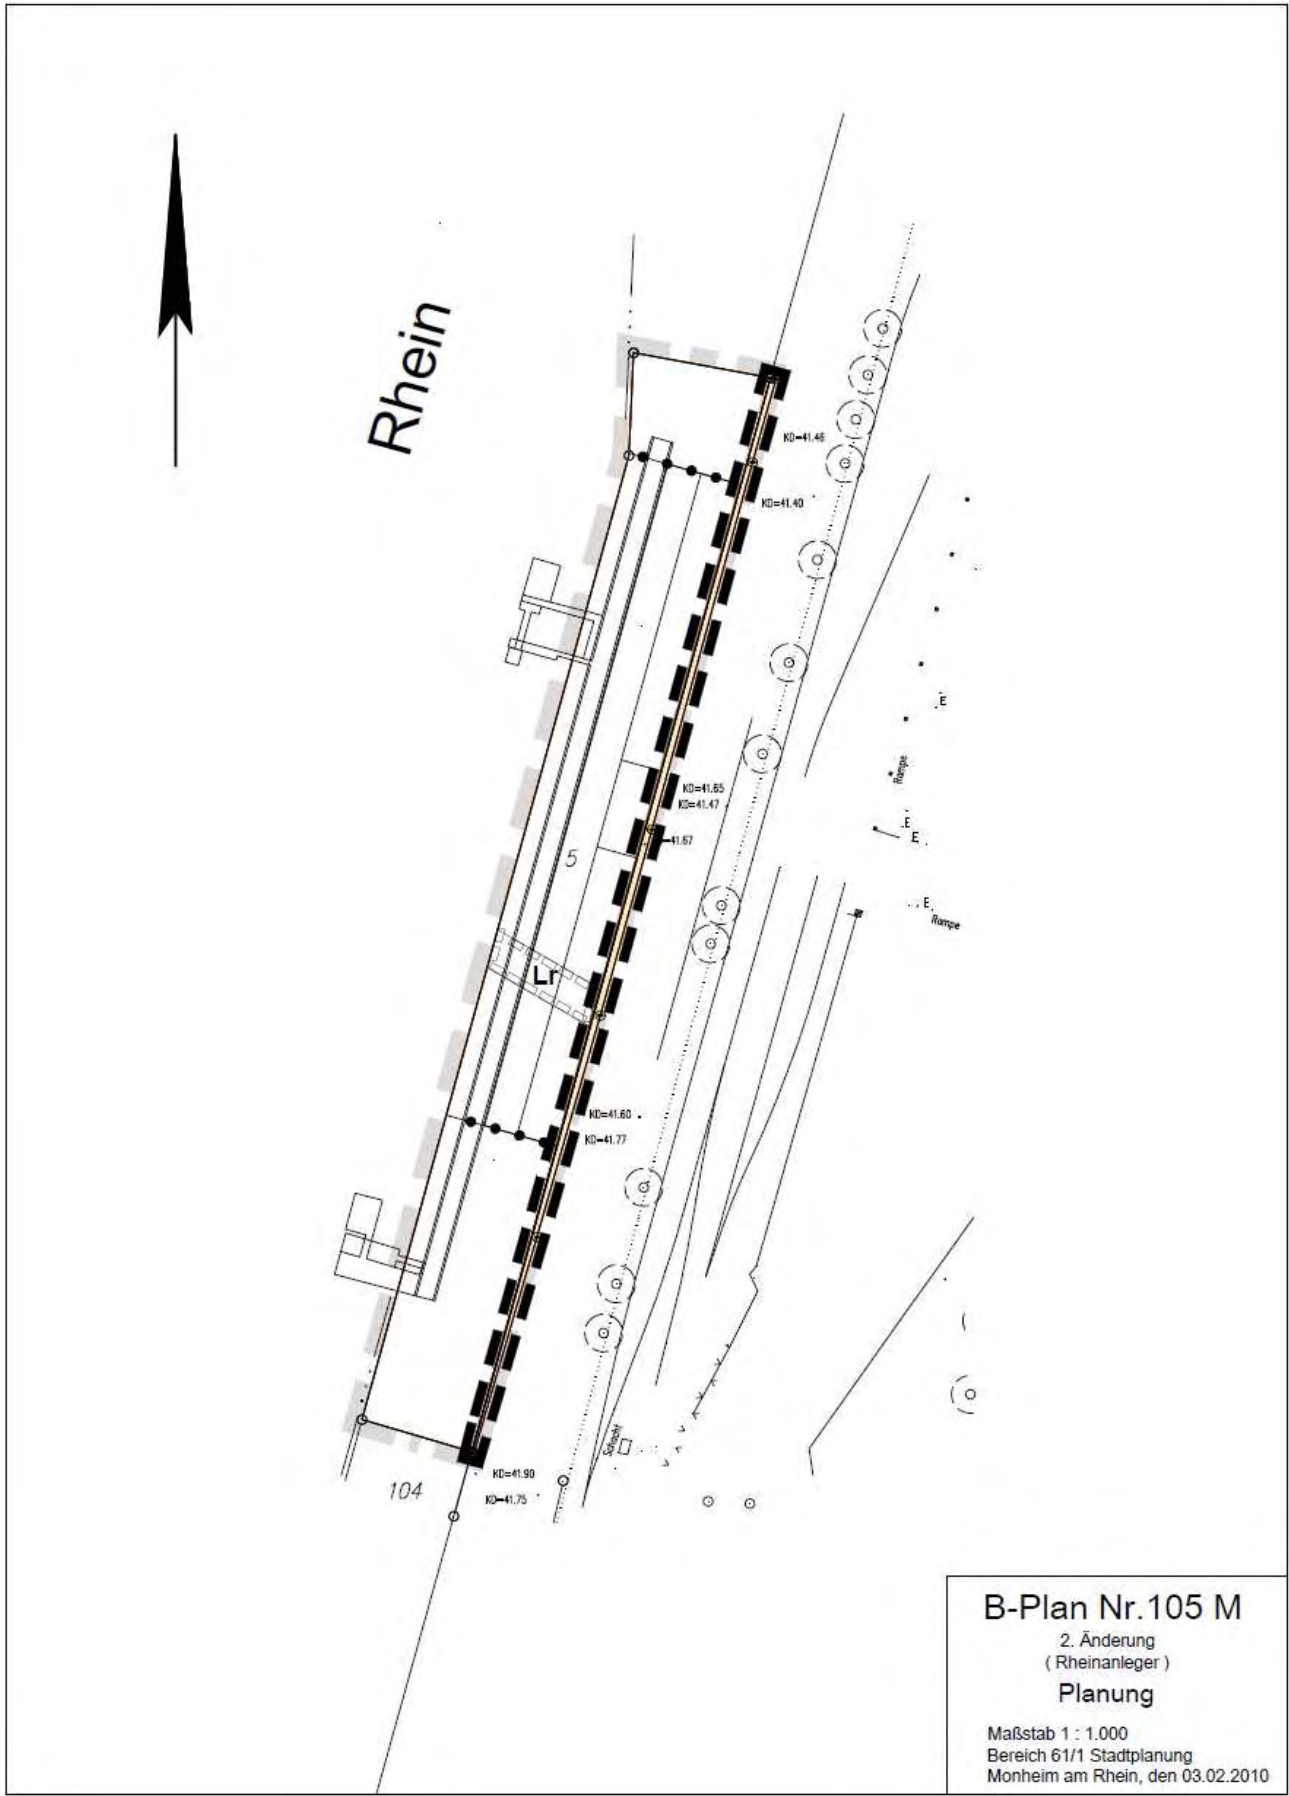 Rhein
KD=41.46
KD=41.40
E
Rampe
KD=41.65
KD=41.47
E
E
41.67
5
E
Rampe
Lr
KD=41.60
KD=41.77
Schacht
KD=41.90
104
KD=41.75
B-Plan Nr.105 M
2. Änderung
( Rheinanleger )
Planung
Maßstab 1 : 1.000
Bereich 61/1 Stadtplanung
Monheim am Rhein, den 03.02.2010